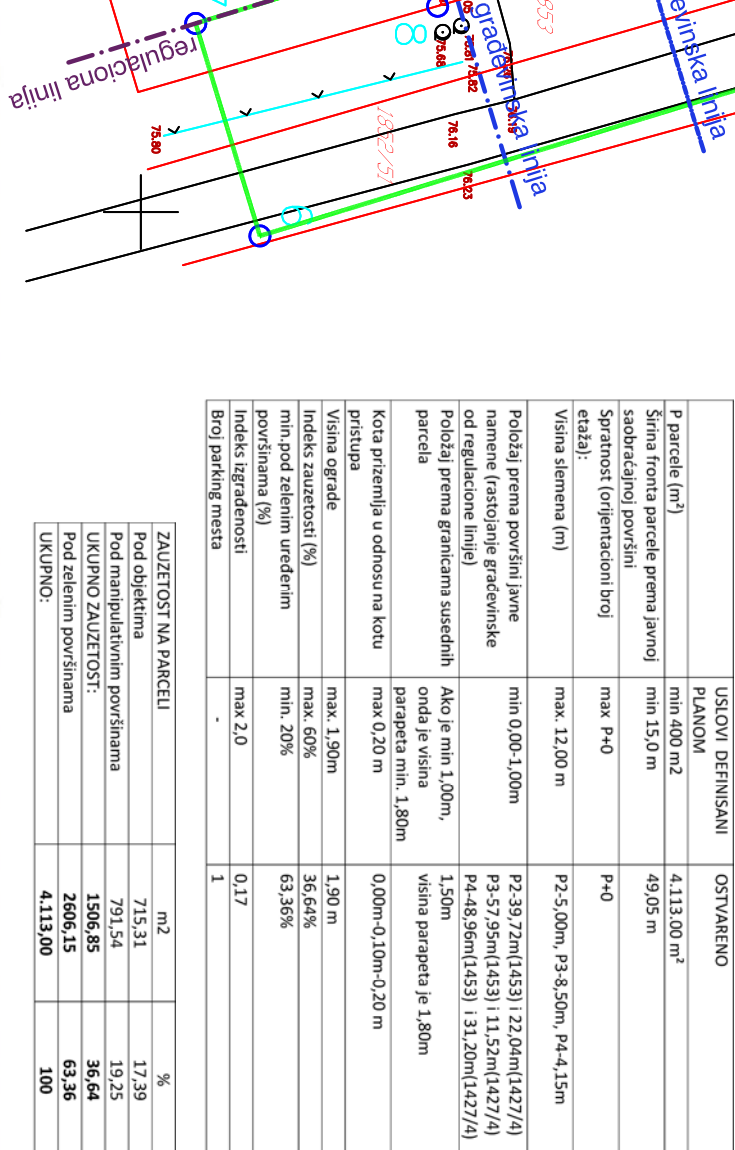 regulaciona linija
građevinska linija
evinska linija
853
1852/51
8
6
75.68
75.82
76.16
76.23
75.80
USLOVI DEFINISANI PLANOM OSTVARENO
P parcele (m²) min 400 m2 4.113.00 m²
Širina fronta parcele prema javnoj saobraćajnoj površini min 15,0 m 49,05 m
Spratnost (orijentacioni broj etaža): max P+0 P+0
Visina slemena (m) max. 12,00 m P2-5,00m, P3-8,50m, P4-4,15m
Položaj prema površini javne namene (rastojanje građevinske od regulacione linije) min 0,00-1,00m P2-39,72m(1453) i 22,04m(1427/4)
P3-57,95m(1453) i 11,52m(1427/4)
P4-48,96m(1453) i 31,20m(1427/4)
Položaj prema granicama susednih parcela Ako je min 1,00m, onda je visina parapeta min. 1,80m 1,50m
visina parapeta je 1,80m
Kota prizemlja u odnosu na kotu pristupa max 0,20 m 0,00m-0,10m-0,20 m
Visina ograde max. 1,90m 1,90 m
Indeks zauzetosti (%) max. 60% 36,64%
min.pod zelenim uređenim površinama (%) min. 20% 63,36%
Indeks izgrađenosti max 2,0 0,17
Broj parking mesta - 1
ZAUZETOST NA PARCELI m2 %
Pod objektima 715,31 17,39
Pod manipulativnim površinama 791,54 19,25
UKUPNO ZAUZETOST: 1506,85 36,64
Pod zelenim površinama 2606,15 63,36
UKUPNO: 4.113,00 100